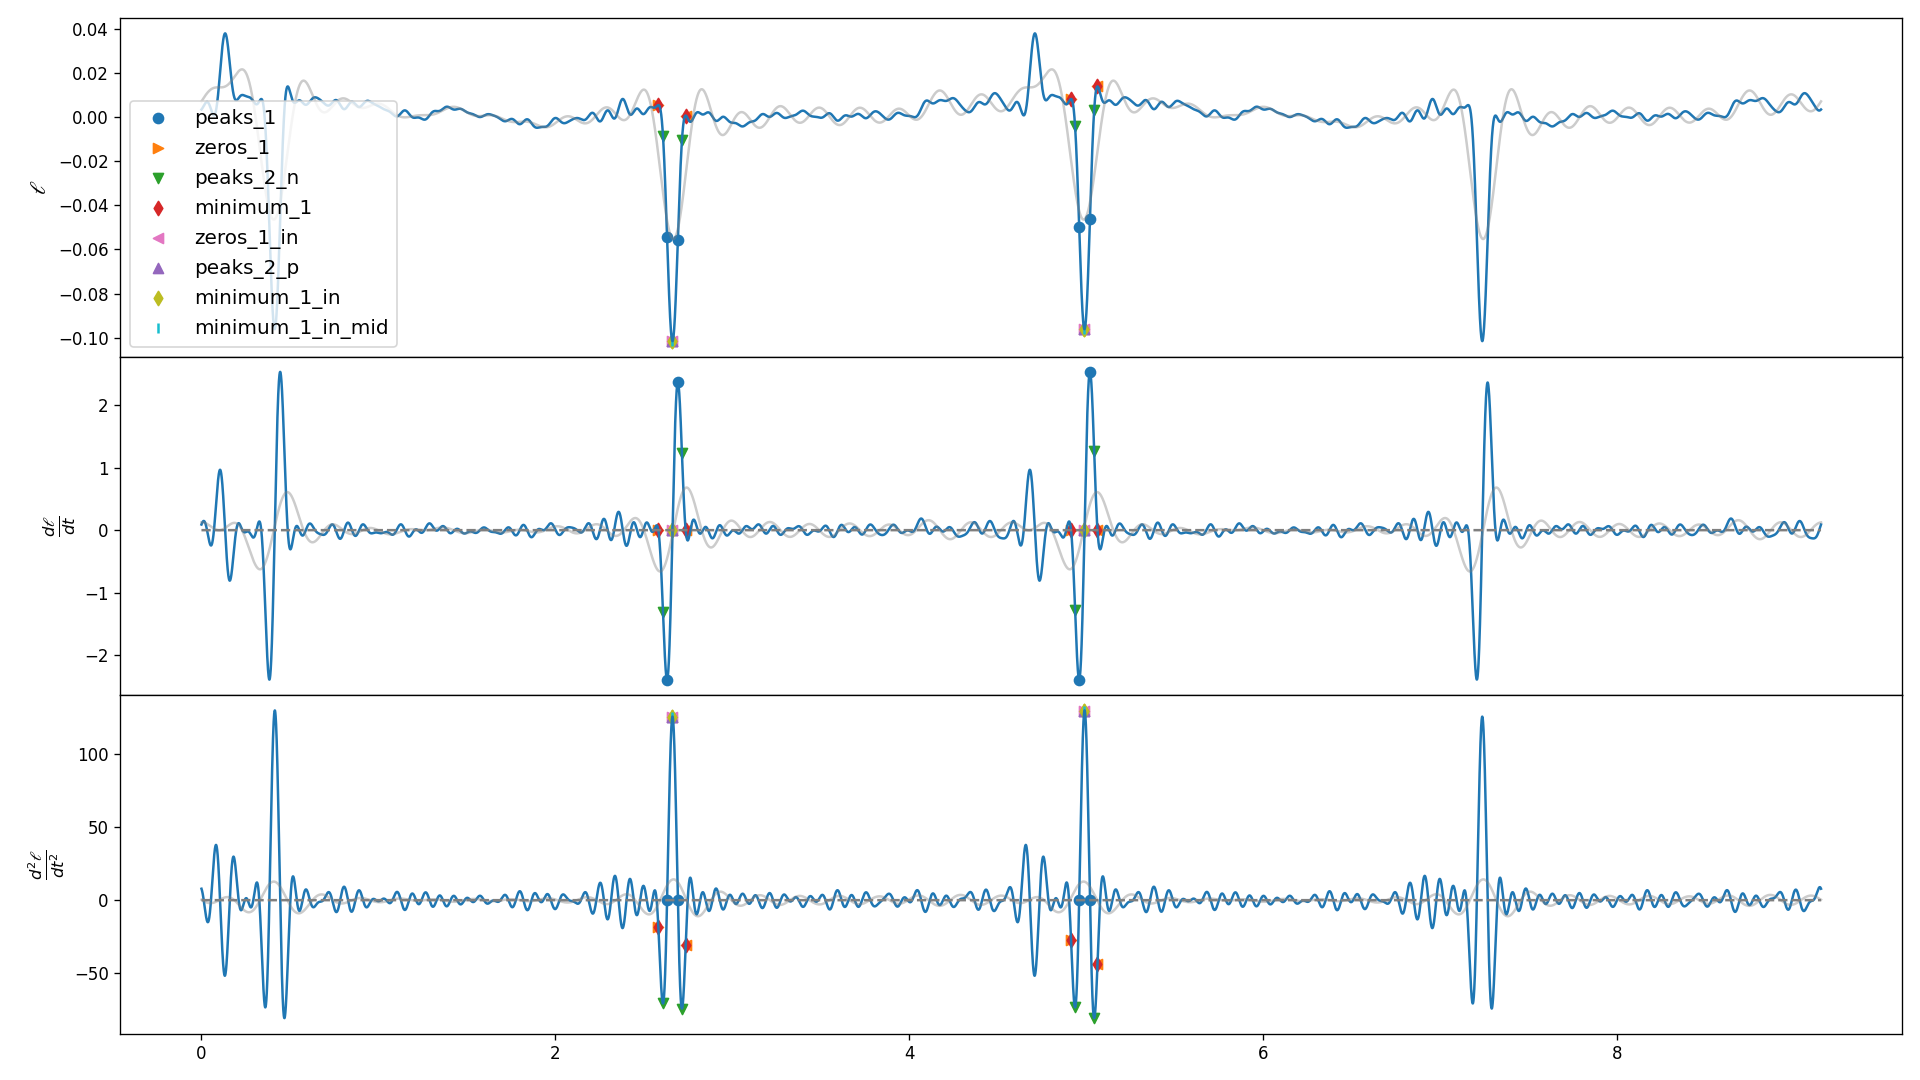 0.04
0.02
0.00
−0.02
−0.04
−0.06
−0.08
−0.10
ℓ
peaks_1
zeros_1
peaks_2_n
minimum_1
zeros_1_in
peaks_2_p
minimum_1_in
minimum_1_in_mid
2
1
0
−1
−2
dℓ
dt
100
50
0
−50
d²ℓ
dt²
0 2 4 6 8